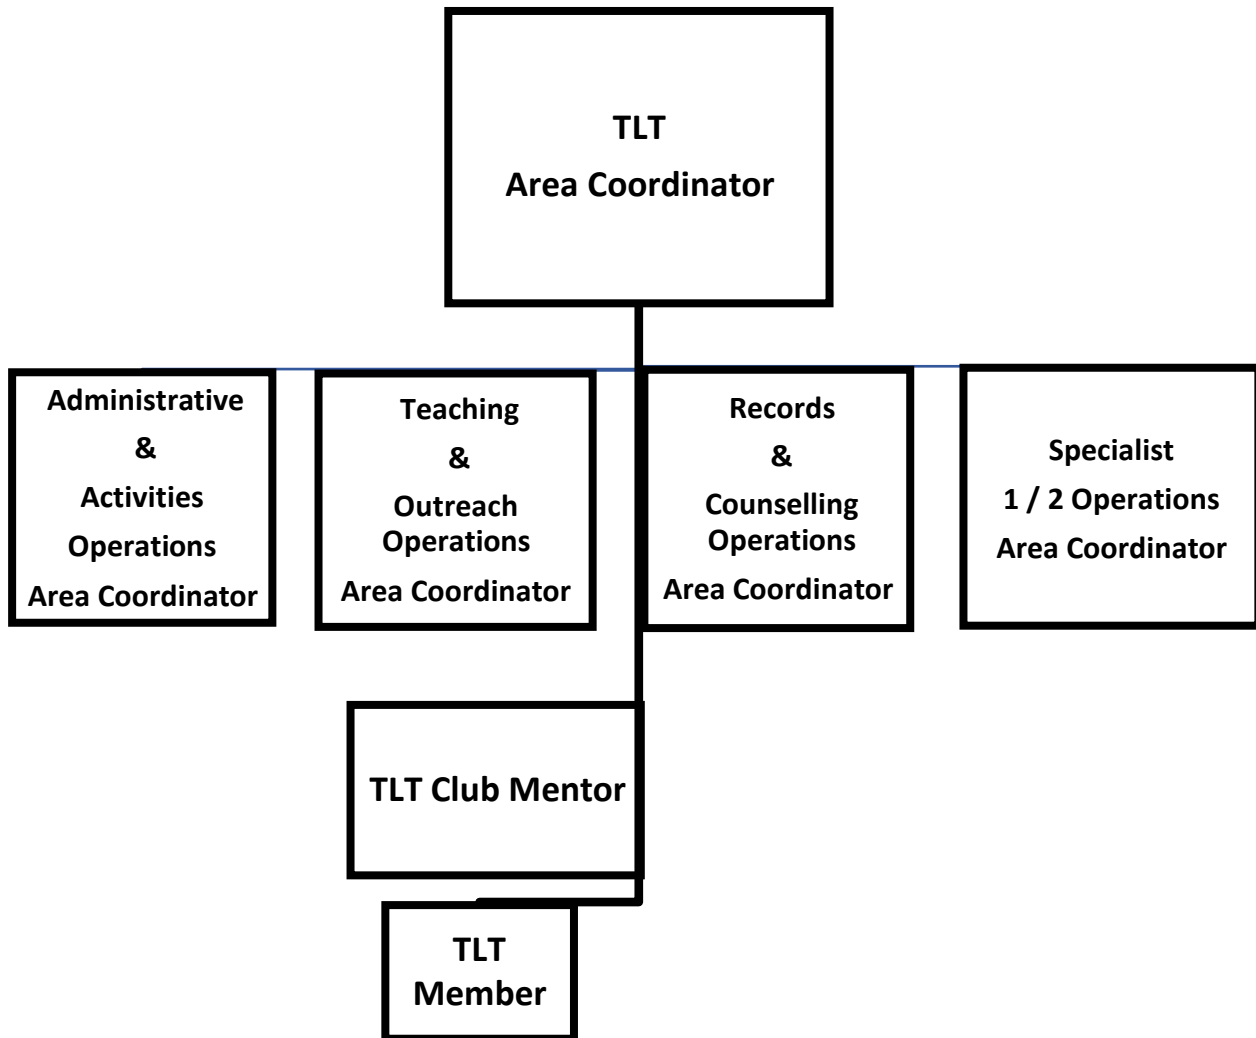 TLT
Area Coordinator
Administrative
&
Activities
Operations
Area Coordinator
Teaching
&
Outreach
Operations
Area Coordinator
Records
&
Counselling
Operations
Area Coordinator
Specialist
1 / 2 Operations
Area Coordinator
TLT Club Mentor
TLT
Member